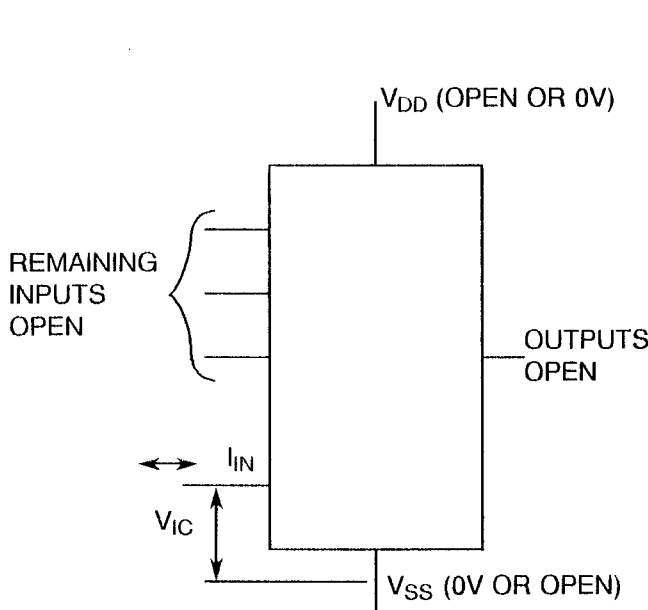 VDD (OPEN OR 0V)
REMAINING
INPUTS
OPEN
OUTPUTS
OPEN
IIN
VIC
VSS (0V OR OPEN)